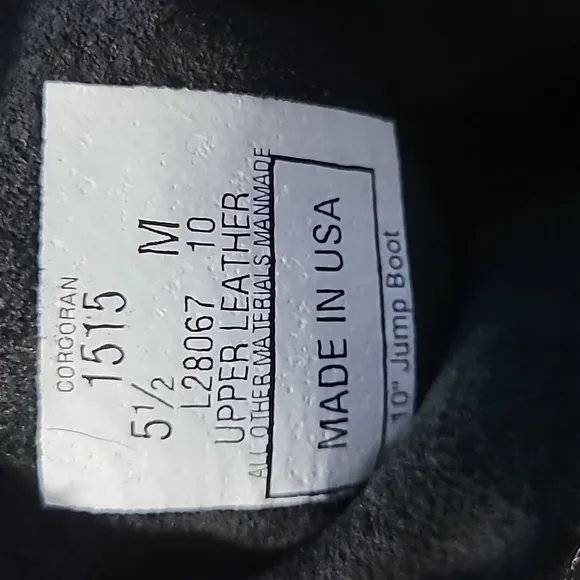 CORCORAN
1515
5½ M
L28067 10
UPPER LEATHER
ALL OTHER MATERIALS MANMADE
MADE IN USA
10" Jump Boot